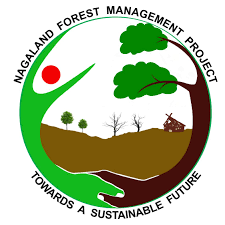 NAGALAND FOREST MANAGEMENT PROJECT
TOWARDS A SUSTAINABLE FUTURE